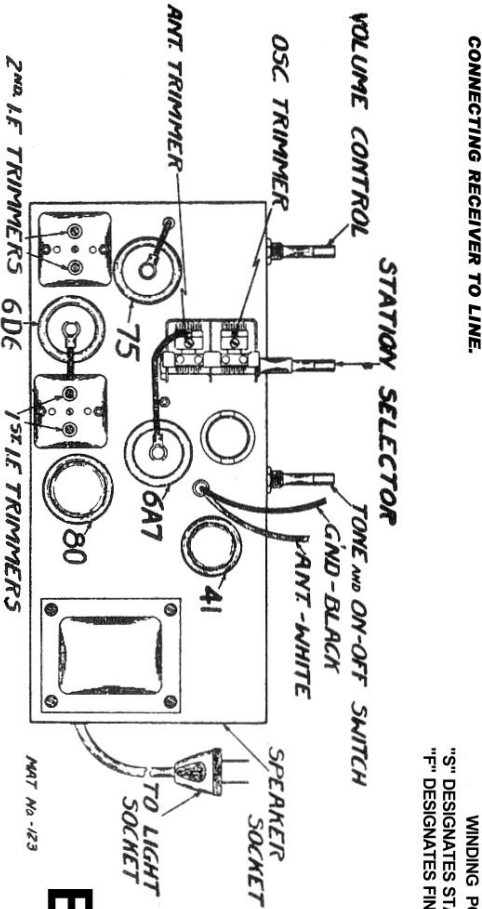 CONNECTING RECEIVER TO LINE.
WINDING PO
"S" DESIGNATES STA
"F" DESIGNATES FIN
STATION SELECTOR
VOLUME CONTROL
TONE AND ON-OFF SWITCH
OSC TRIMMER
GND-BLACK
ANT.-WHITE
ANT. TRIMMER
75
6A7
41
SPEAKER
SOCKET
TO LIGHT
SOCKET
80
2ND I.F TRIMMERS
6D6
1ST I.F TRIMMERS
MAT No.-123